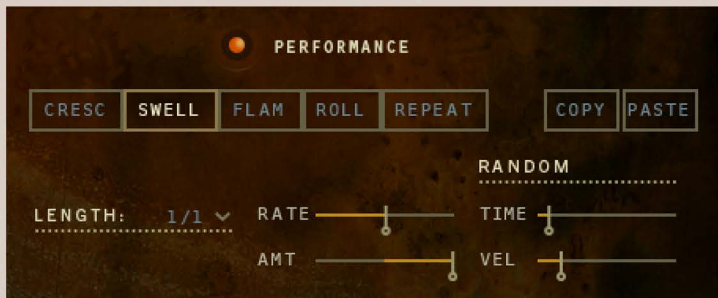 PERFORMANCE
CRESC SWELL FLAM ROLL REPEAT COPY PASTE
RANDOM
LENGTH: 1/1 RATE TIME
AMT VEL